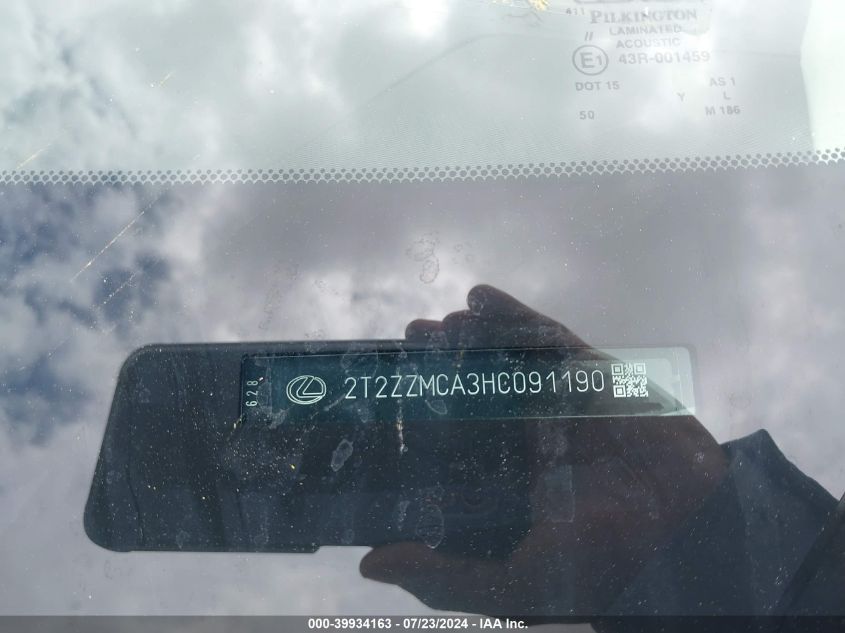 471 PILKINGTON
LAMINATED
// ACOUSTIC
E1 43R-001459
DOT 15 AS 1
Y L
50 M 186
628
2T2ZZMCA3HC091190
000-39934163 - 07/23/2024 - IAA Inc.